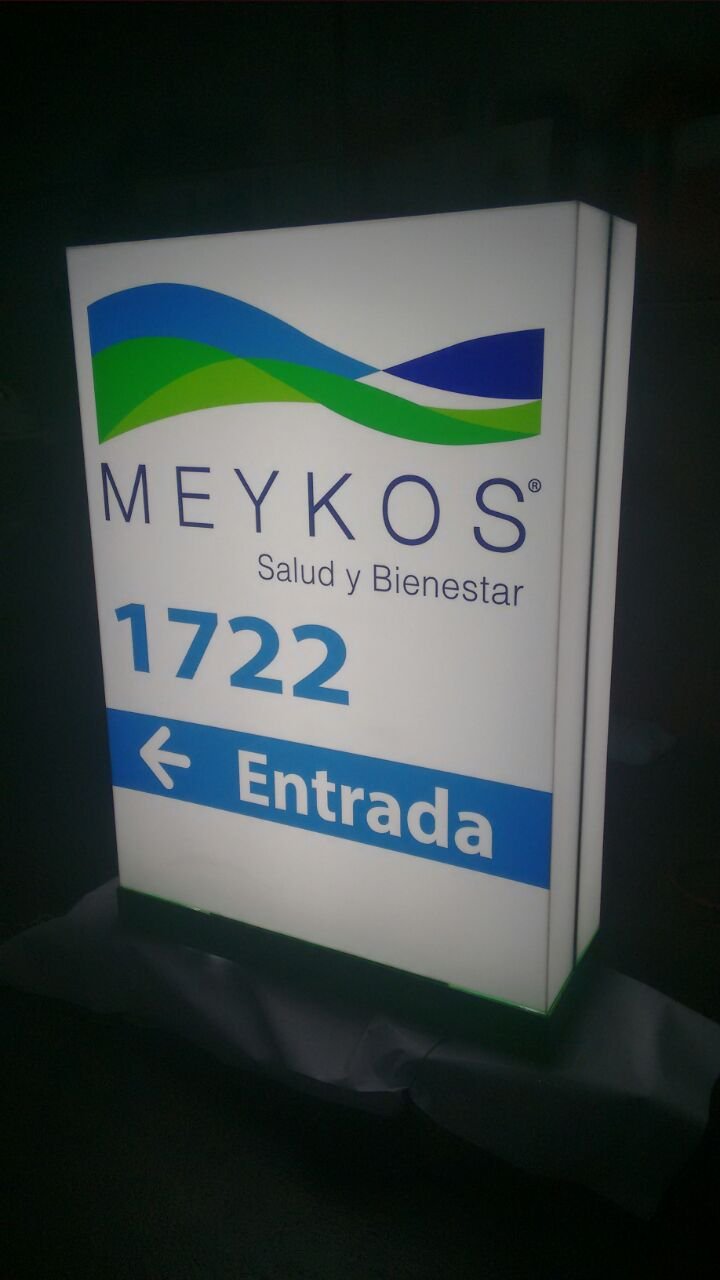 MEYKOS®
Salud y Bienestar
1722
← Entrada